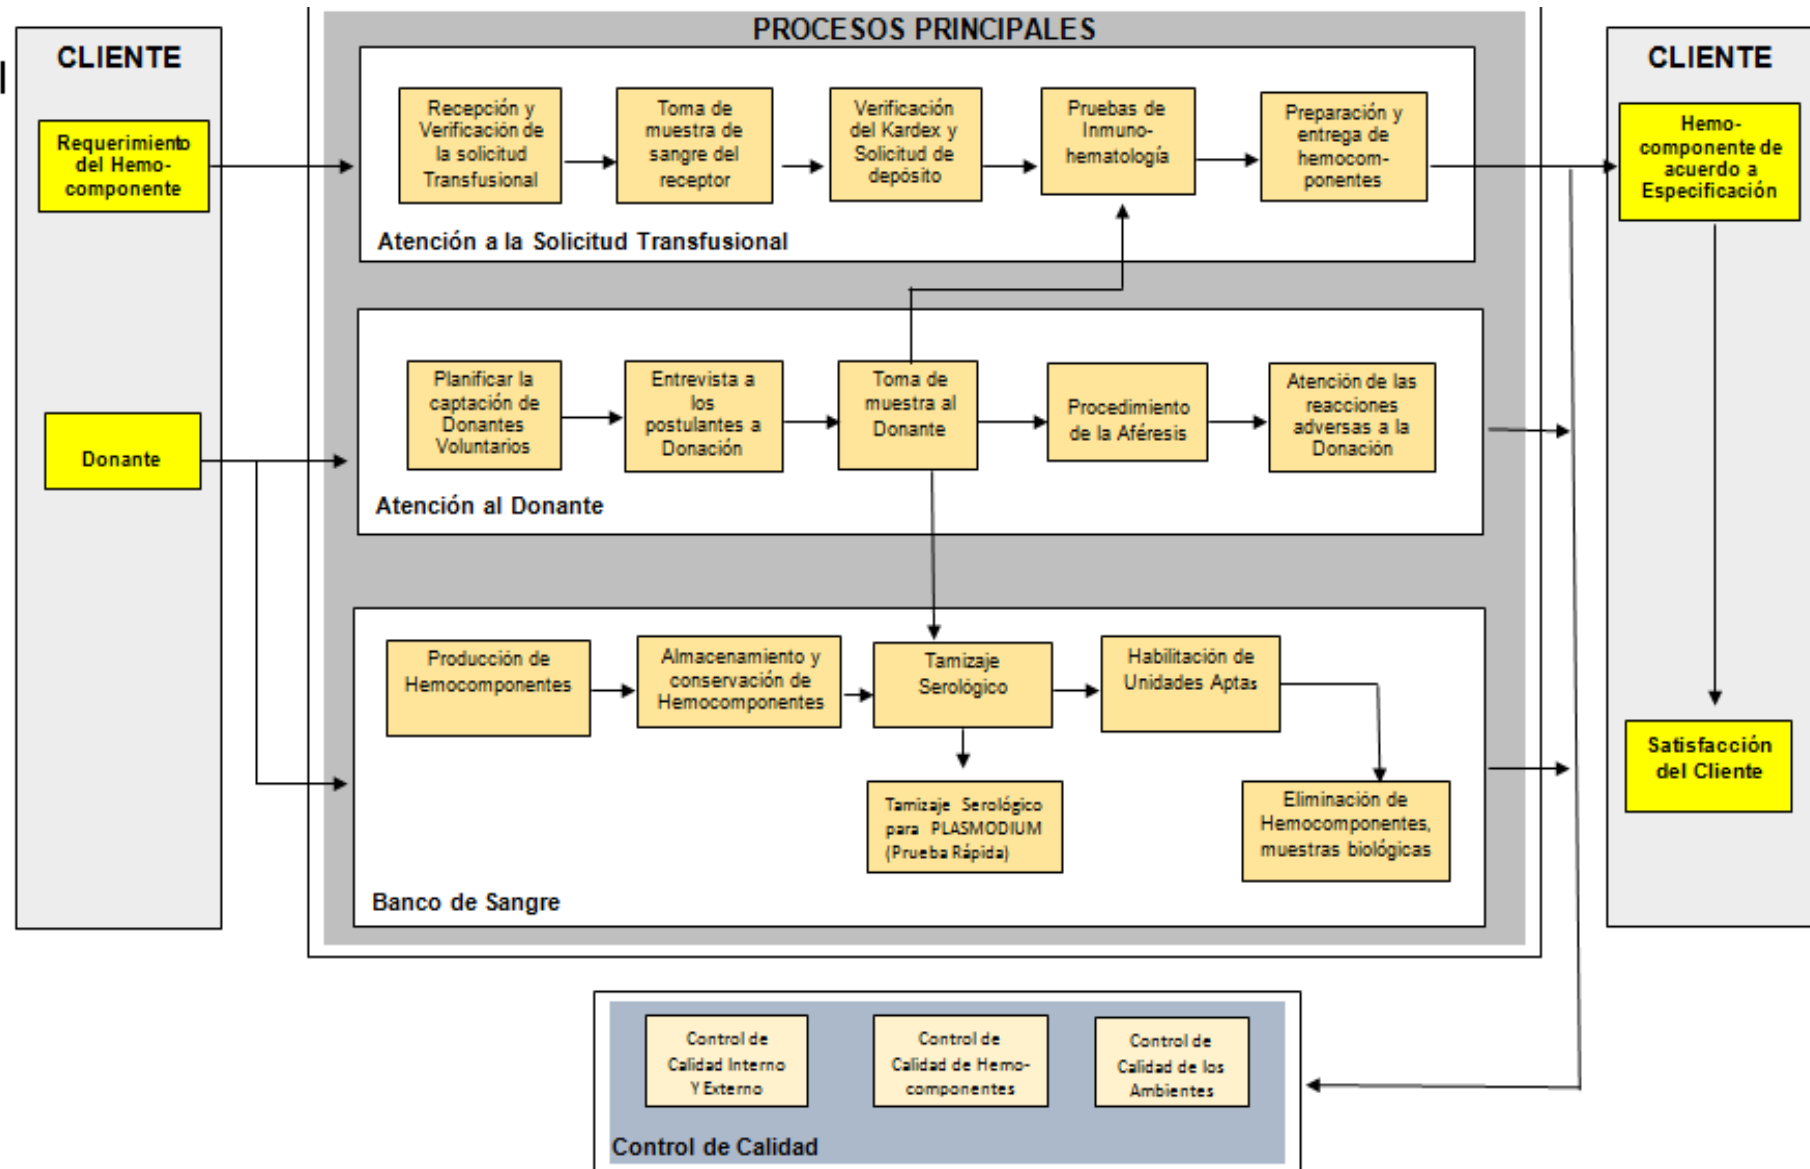 PROCESOS PRINCIPALES
CLIENTE
Requerimiento
del Hemo-
componente
Donante
Recepción y
Verificación de
la solicitud
Transfusional
Toma de
muestra de
sangre del
receptor
Verificación
del Kardex y
Solicitud de
depósito
Pruebas de
Inmuno-
hematología
Preparación y
entrega de
hemocom-
ponentes
Atención a la Solicitud Transfusional
Planificar la
captación de
Donantes
Voluntarios
Entrevista a
los
postulantes a
Donación
Toma de
muestra al
Donante
Procedimiento
de la Aféresis
Atención de las
reacciones
adversas a la
Donación
Atención al Donante
Producción de
Hemocomponentes
Almacenamiento y
conservación de
Hemocomponentes
Tamizaje
Serológico
Habilitación de
Unidades Aptas
Tamizaje Serológico
para PLASMODIUM
(Prueba Rápida)
Eliminación de
Hemocomponentes,
muestras biológicas
Banco de Sangre
CLIENTE
Hemo-
componente de
acuerdo a
Especificación
Satisfacción
del Cliente
Control de
Calidad Interno
Y Externo
Control de
Calidad de Hemo-
componentes
Control de
Calidad de los
Ambientes
Control de Calidad